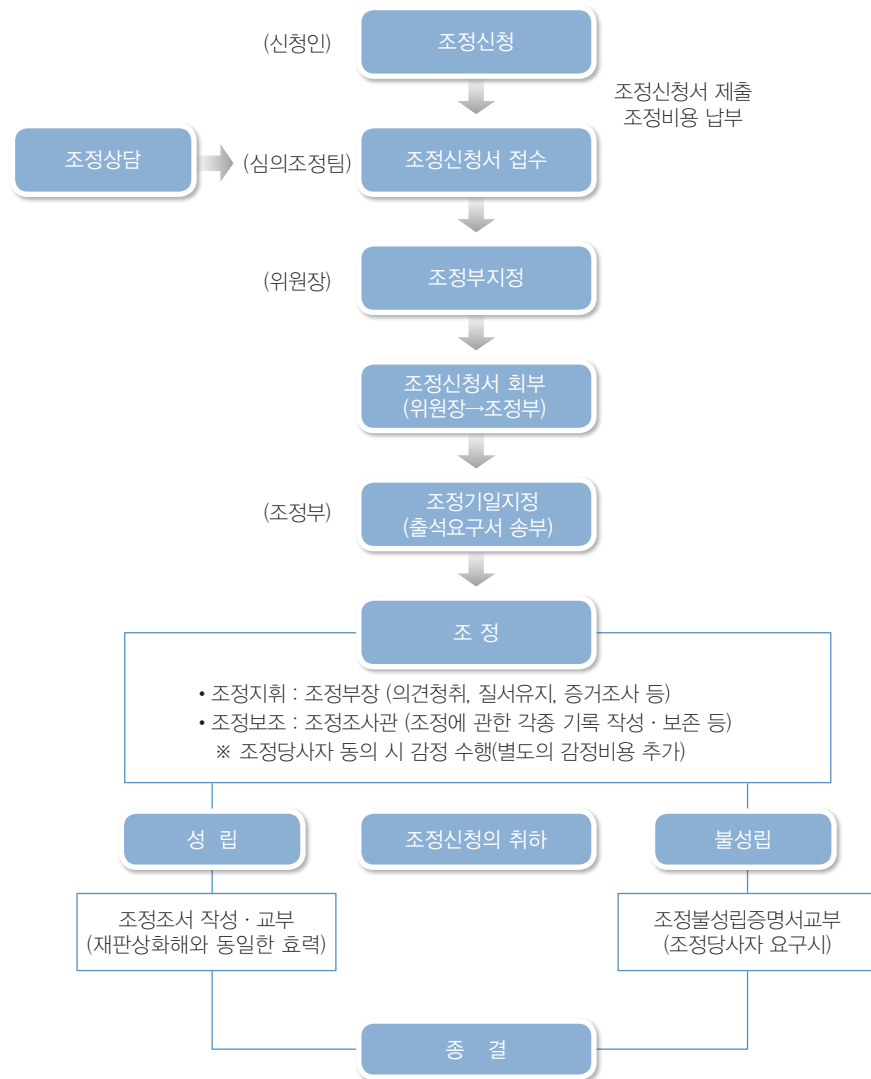 (신청인)
조정신청
조정신청서 제출
조정비용 납부
조정상담
(심의조정팀)
조정신청서 접수
(위원장)
조정부지정
조정신청서 회부
(위원장→조정부)
(조정부)
조정기일지정
(출석요구서 송부)
조 정
• 조정지휘 : 조정부장 (의견청취, 질서유지, 증거조사 등)
• 조정보조 : 조정조사관 (조정에 관한 각종 기록 작성 · 보존 등)
※ 조정당사자 동의 시 감정 수행(별도의 감정비용 추가)
성 립
조정신청의 취하
불성립
조정조서 작성 · 교부
(재판상화해와 동일한 효력)
조정불성립증명서교부
(조정당사자 요구시)
종 결